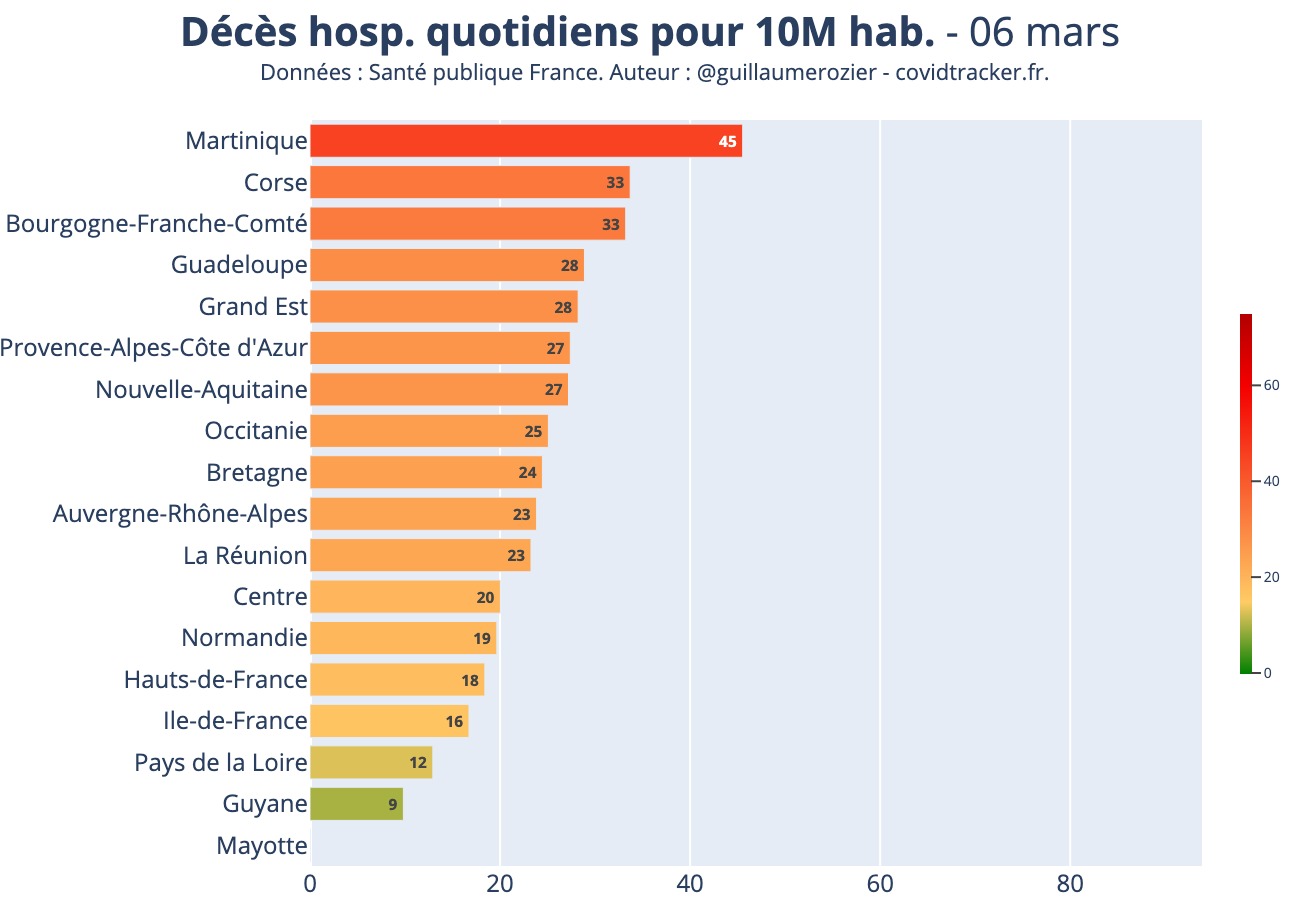 Décès hosp. quotidiens pour 10M hab. - 06 mars
Données : Santé publique France. Auteur : @guillaumerozier - covidtracker.fr.
Martinique 45
Corse 33
Bourgogne-Franche-Comté 33
Guadeloupe 28
Grand Est 28
Provence-Alpes-Côte d'Azur 27
Nouvelle-Aquitaine 27
Occitanie 25
Bretagne 24
Auvergne-Rhône-Alpes 23
La Réunion 23
Centre 20
Normandie 19
Hauts-de-France 18
Ile-de-France 16
Pays de la Loire 12
Guyane 9
Mayotte
0 20 40 60 80
60
40
20
0